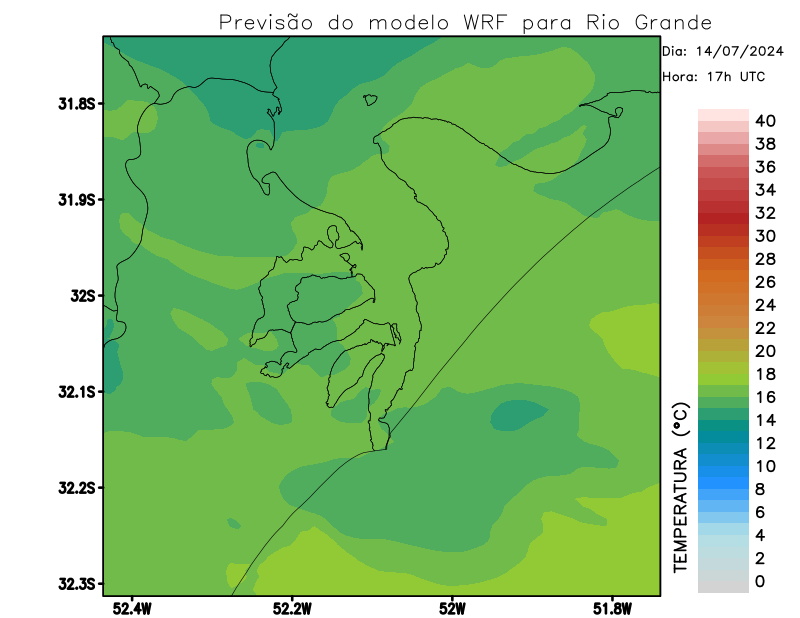 Previsão do modelo WRF para Rio Grande
Dia: 14/07/2024
Hora: 17h UTC
31.8S
31.9S
32S
32.1S
32.2S
32.3S
52.4W
52.2W
52W
51.8W
TEMPERATURA (°C)
40
38
36
34
32
30
28
26
24
22
20
18
16
14
12
10
8
6
4
2
0